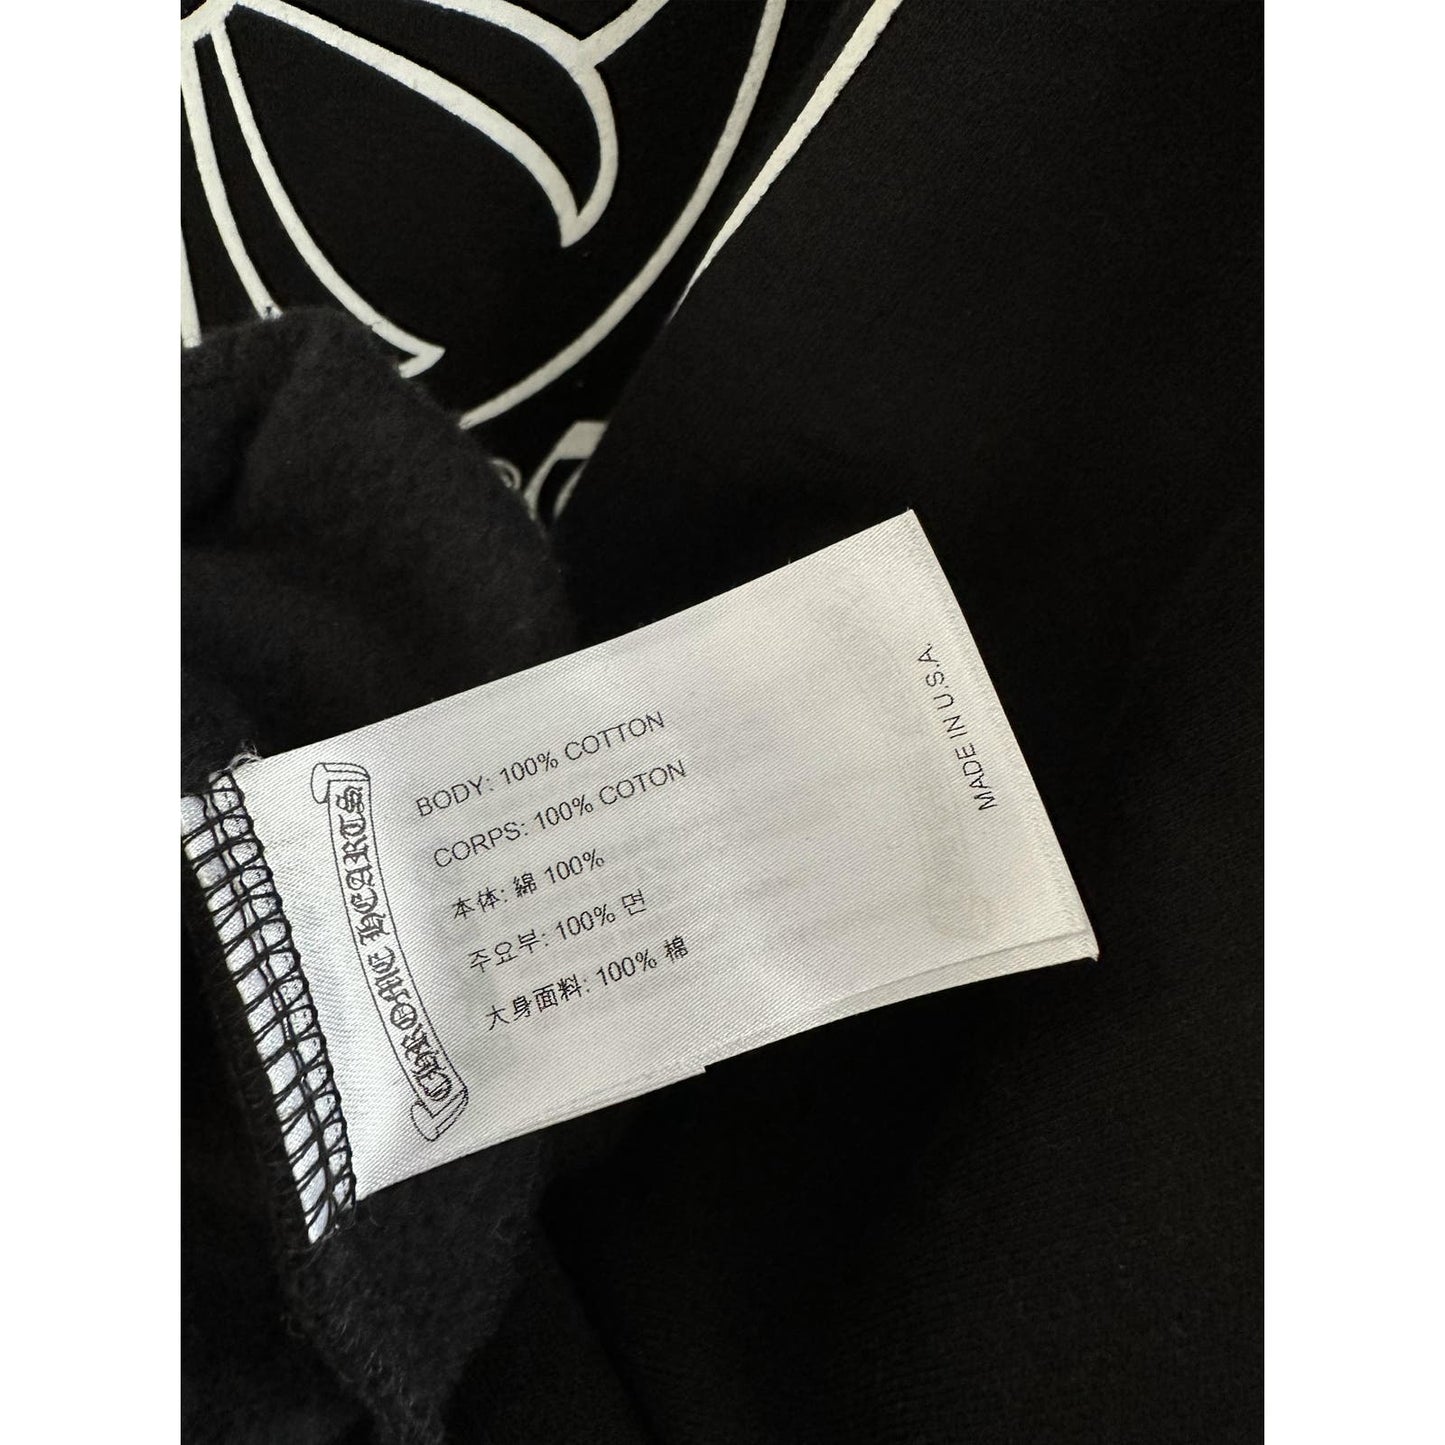 CHROME HEARTS
BODY: 100% COTTON
CORPS: 100% COTON
本体: 綿 100%
주요부: 100% 면
大身面料: 100% 棉
MADE IN U.S.A.